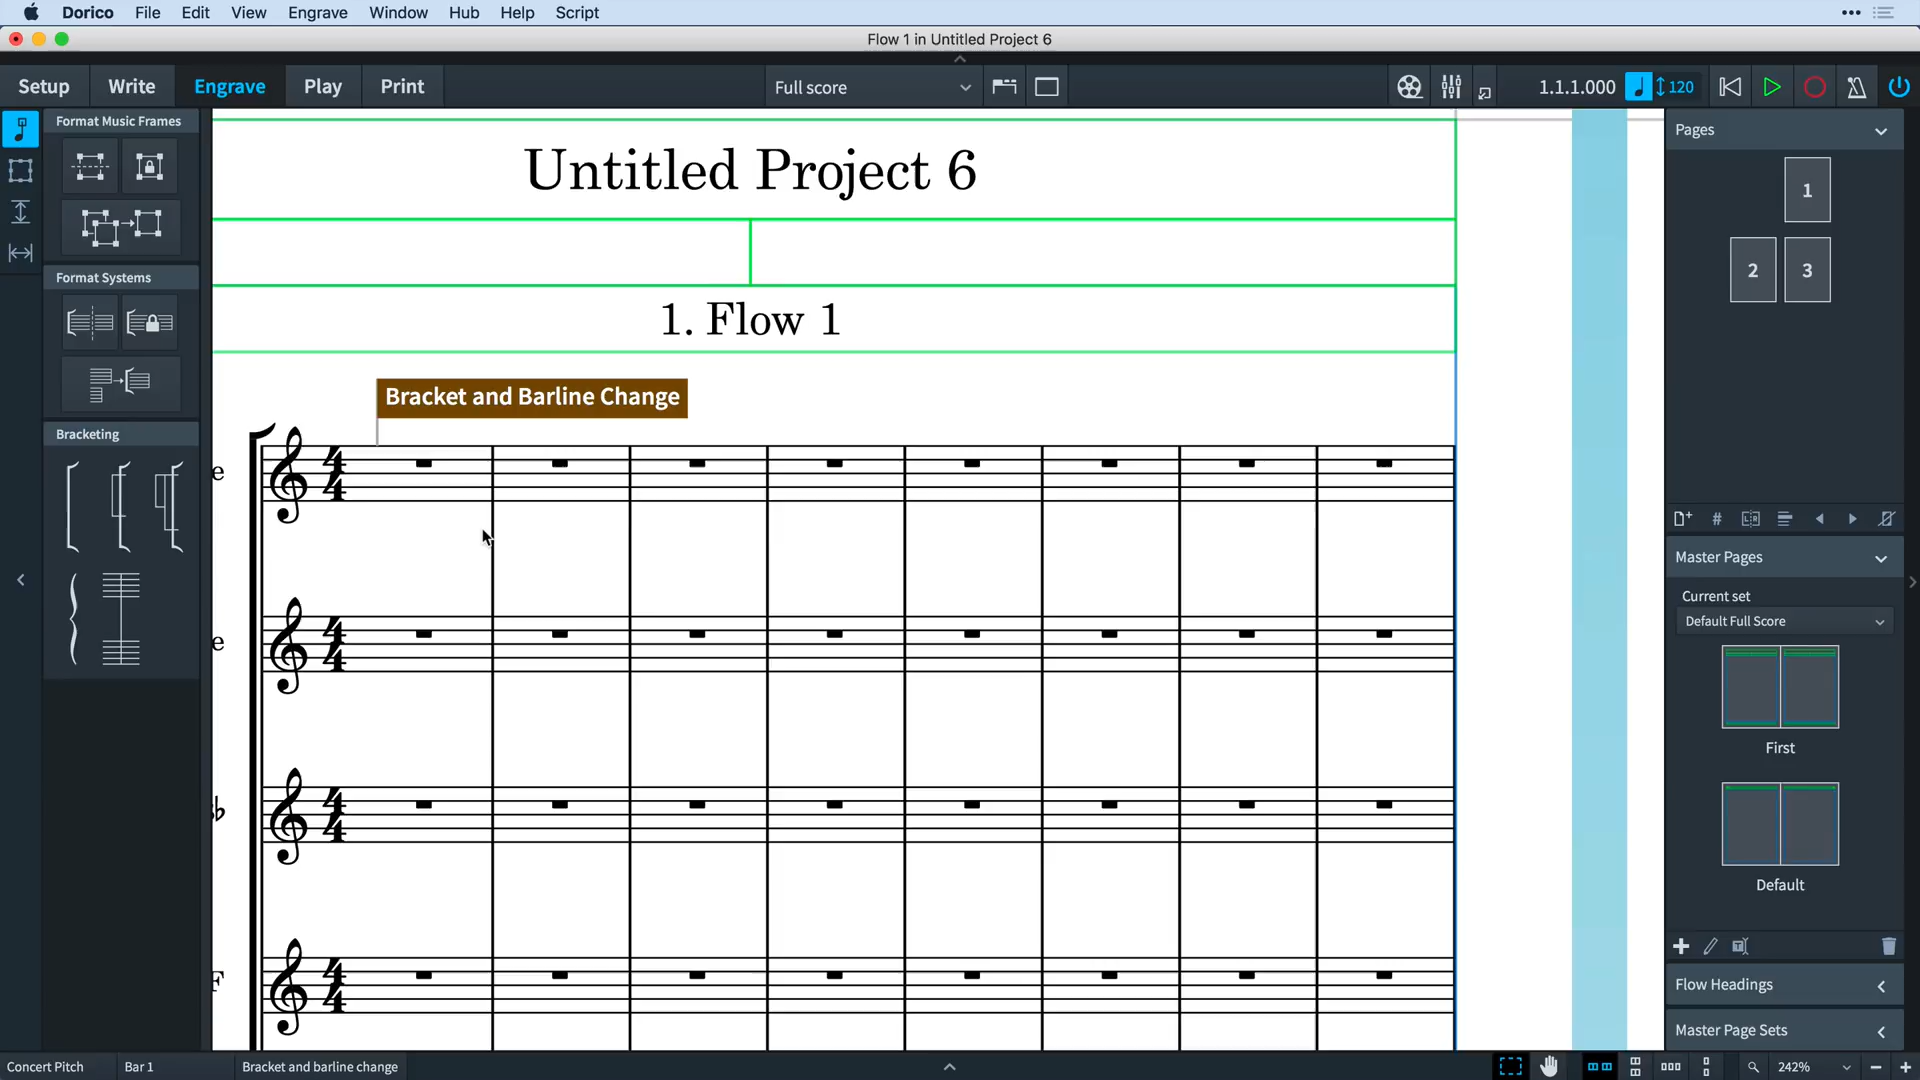 Dorico File Edit View Engrave Window Hub Help Script
Flow 1 in Untitled Project 6
Setup Write Engrave Play Print Full score 1.1.1.000 120
Format Music Frames
Format Systems
Bracketing
Untitled Project 6
1. Flow 1
Bracket and Barline Change
e
e
b
F
Pages
1
2 3
Master Pages
Current set
Default Full Score
First
Default
Flow Headings
Master Page Sets
Concert Pitch Bar 1 Bracket and barline change 242%